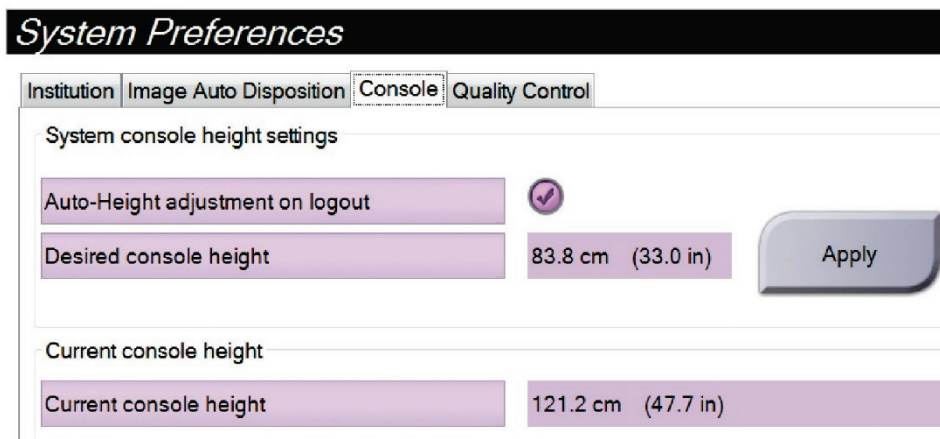 System Preferences
Institution Image Auto Disposition Console Quality Control
System console height settings
Auto-Height adjustment on logout
Desired console height 83.8 cm (33.0 in) Apply
Current console height
Current console height 121.2 cm (47.7 in)